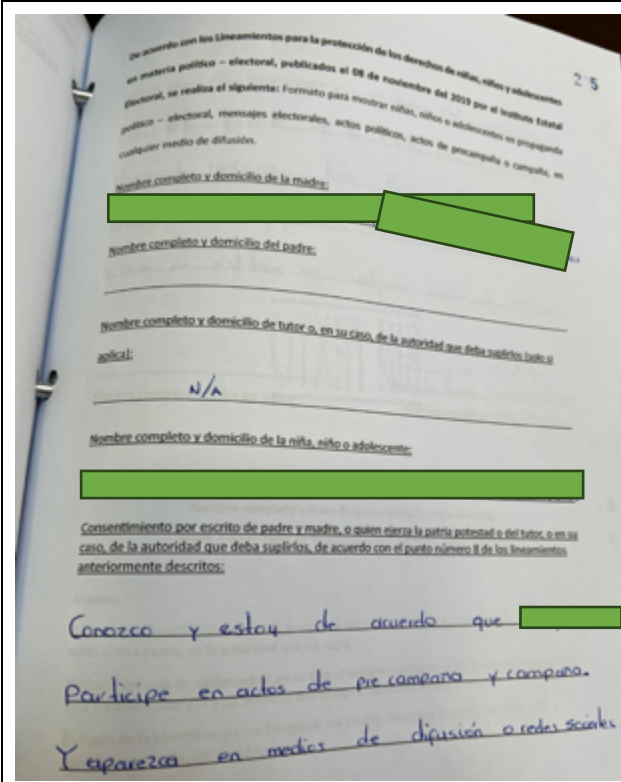 De acuerdo con los Lineamientos para la protección de los derechos de niñas, niños y adolescentes
en materia político – electoral, publicados el 08 de noviembre del 2019 por el Instituto Estatal
Electoral, se realiza el siguiente: Formato para mostrar niñas, niños o adolescentes en propaganda
político – electoral, mensajes electorales, actos políticos, actos de precampaña o campaña, en
cualquier medio de difusión.
Nombre completo y domicilio de la madre:
Nombre completo y domicilio del padre:
Nombre completo y domicilio de tutor o, en su caso, de la autoridad que deba suplirlos (solo si
aplica):
N/A
Nombre completo y domicilio de la niña, niño o adolescente:
Consentimiento por escrito de padre y madre, o quien ejerza la patria potestad o del tutor, o en su
caso, de la autoridad que deba suplirlos, de acuerdo con el punto número 8 de los lineamientos
anteriormente descritos:
Conozco y estoy de acuerdo que
Participe en actos de pre campana y campana.
Y aparezca en medios de difusión o redes sociales